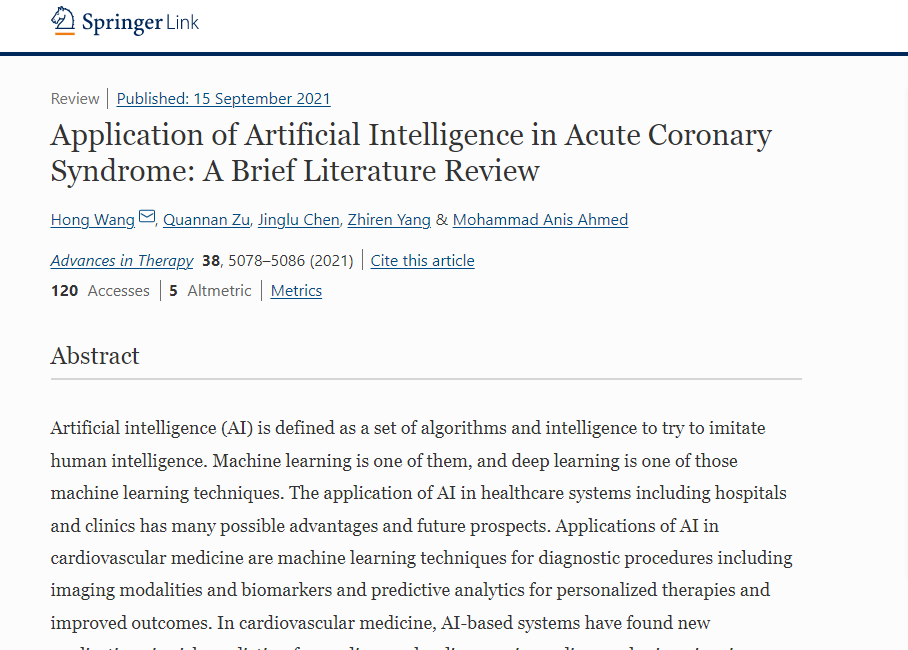 Springer Link
Review | Published: 15 September 2021
Application of Artificial Intelligence in Acute Coronary
Syndrome: A Brief Literature Review
Hong Wang, Quannan Zu, Jinglu Chen, Zhiren Yang & Mohammad Anis Ahmed
Advances in Therapy 38, 5078–5086 (2021) | Cite this article
120 Accesses | 5 Altmetric | Metrics
Abstract
Artificial intelligence (AI) is defined as a set of algorithms and intelligence to try to imitate
human intelligence. Machine learning is one of them, and deep learning is one of those
machine learning techniques. The application of AI in healthcare systems including hospitals
and clinics has many possible advantages and future prospects. Applications of AI in
cardiovascular medicine are machine learning techniques for diagnostic procedures including
imaging modalities and biomarkers and predictive analytics for personalized therapies and
improved outcomes. In cardiovascular medicine, AI-based systems have found new